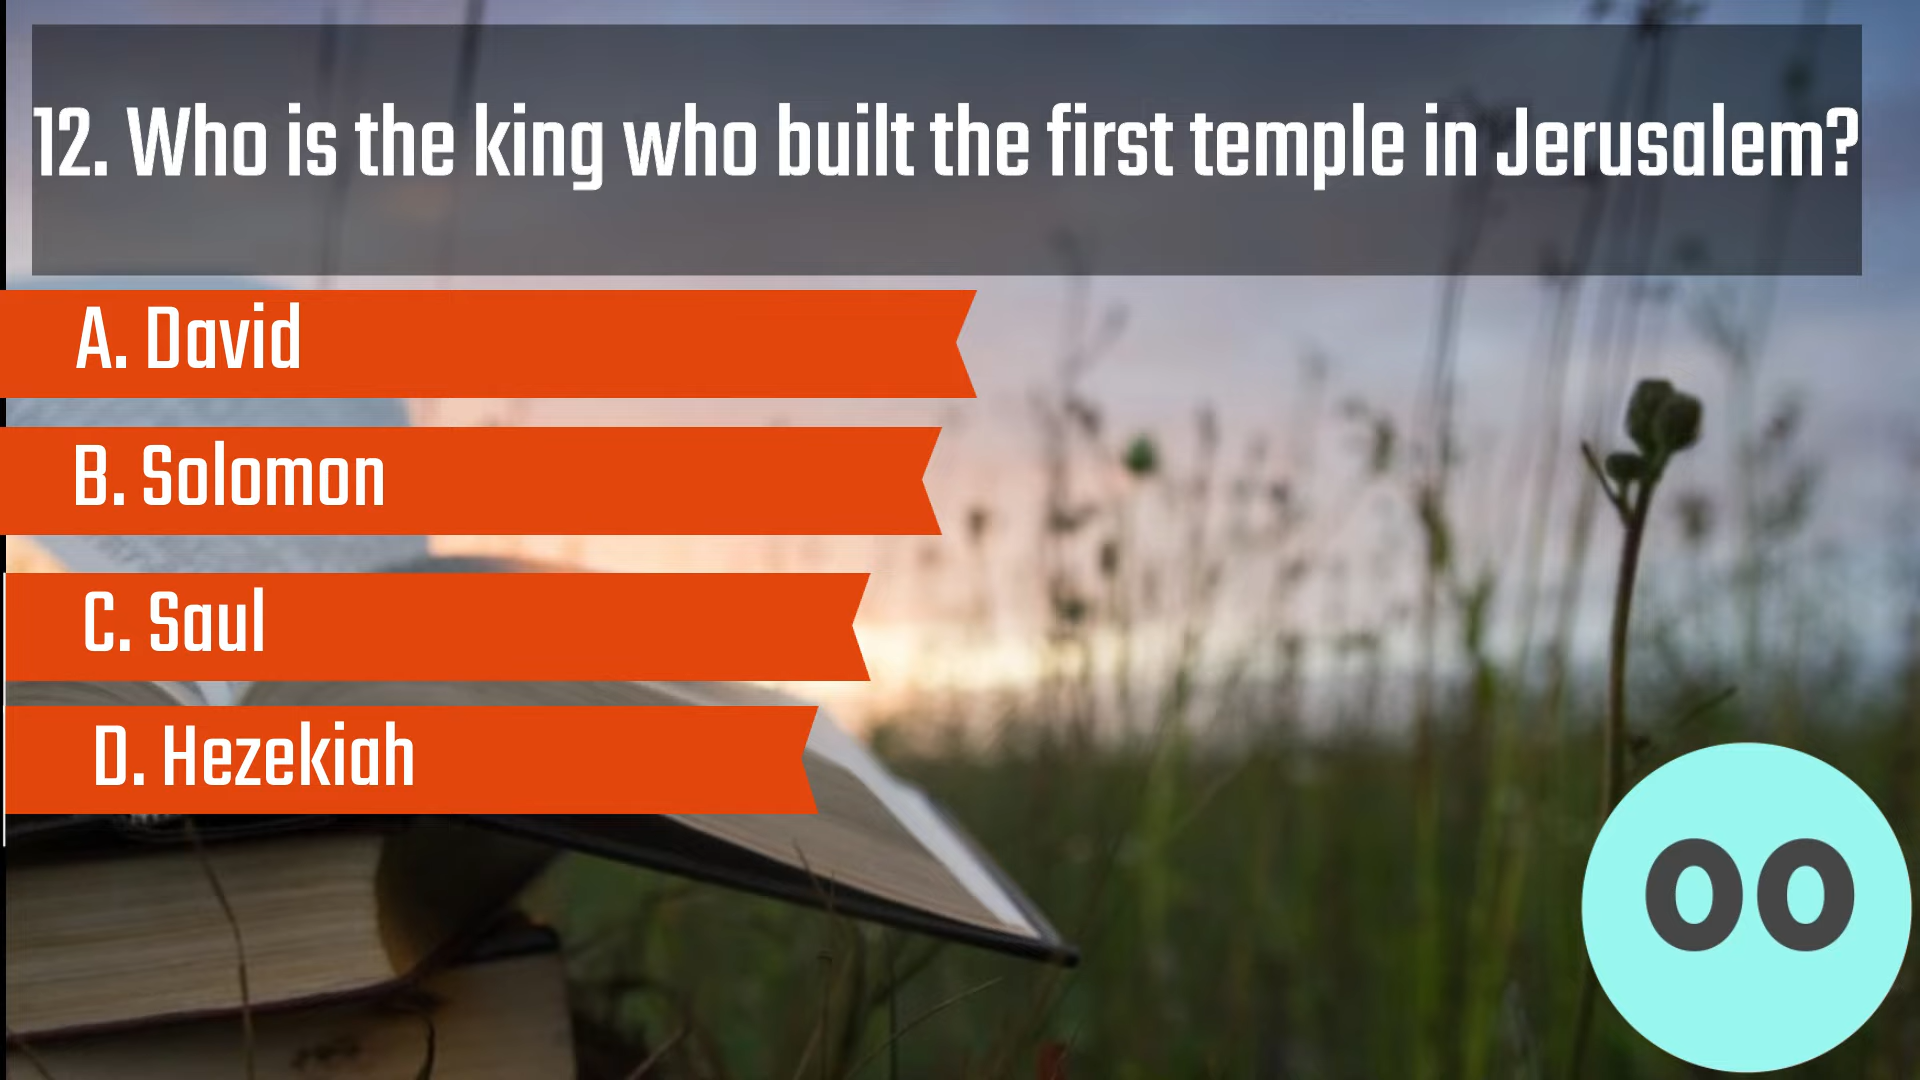 12. Who is the king who built the first temple in Jerusalem?
A. David
B. Solomon
C. Saul
D. Hezekiah
00